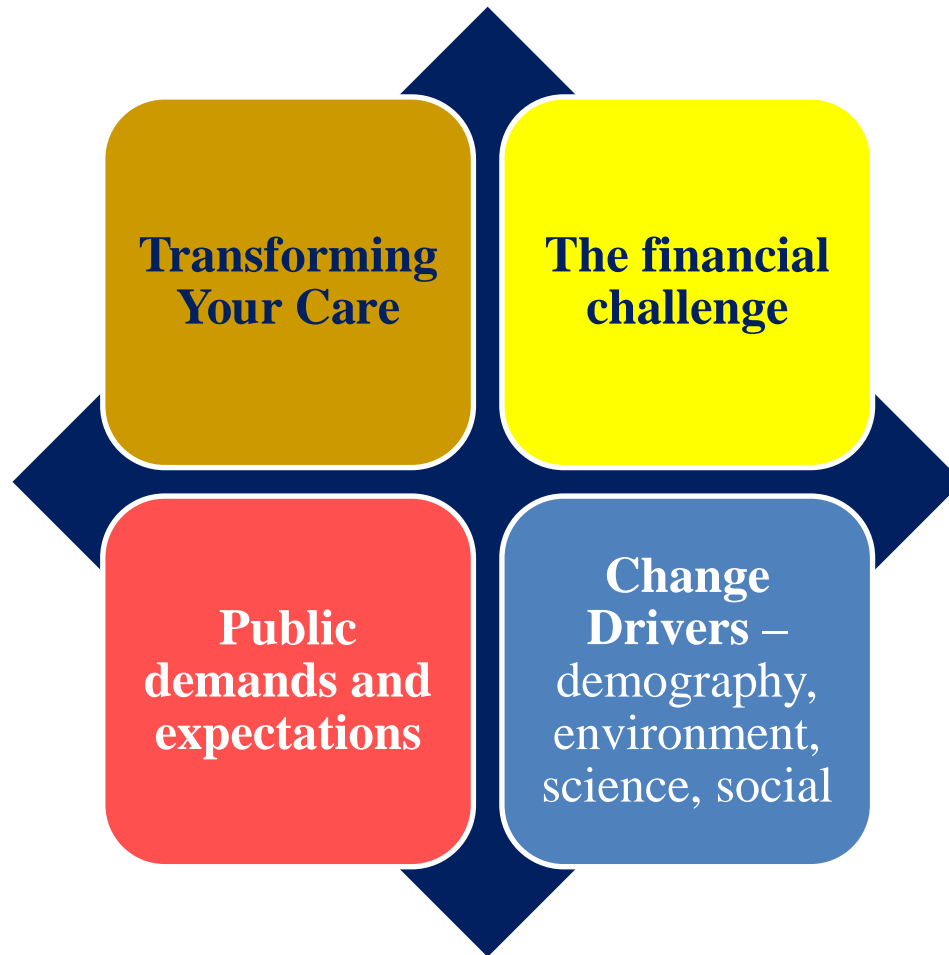 Transforming
Your Care
The financial
challenge
Public
demands and
expectations
Change
Drivers –
demography,
environment,
science, social